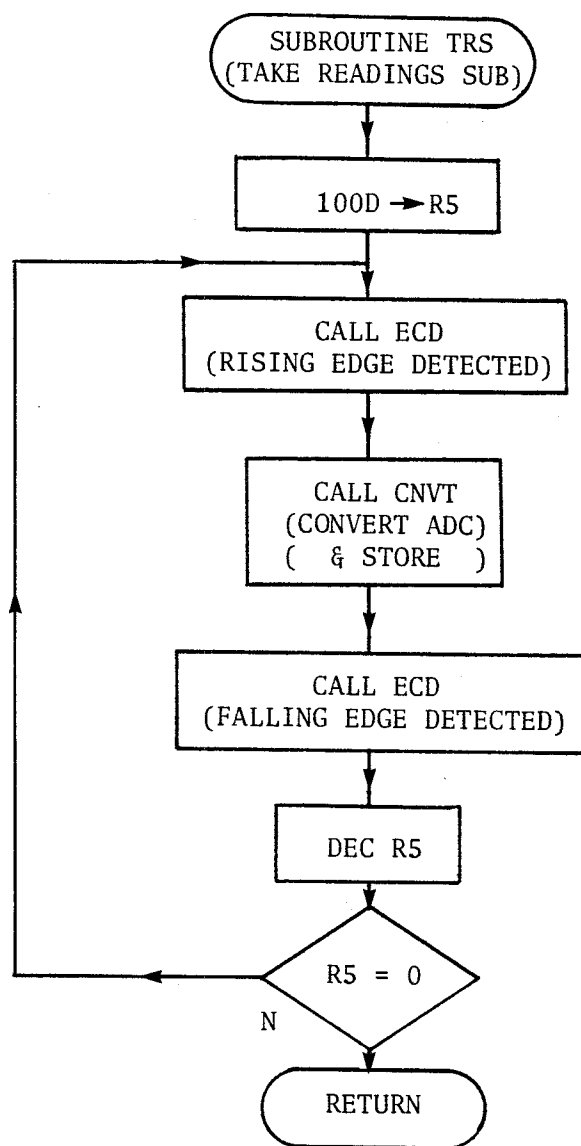 SUBROUTINE TRS
(TAKE READINGS SUB)
100D → R5
CALL ECD
(RISING EDGE DETECTED)
CALL CNVT
(CONVERT ADC)
( & STORE )
CALL ECD
(FALLING EDGE DETECTED)
DEC R5
R5 = 0
N
RETURN